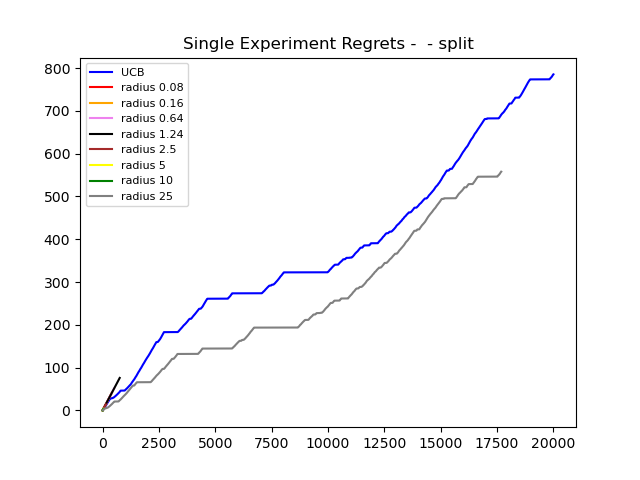 Single Experiment Regrets -  - split
800
700
600
500
400
300
200
100
0
UCB
radius 0.08
radius 0.16
radius 0.64
radius 1.24
radius 2.5
radius 5
radius 10
radius 25
0 2500 5000 7500 10000 12500 15000 17500 20000